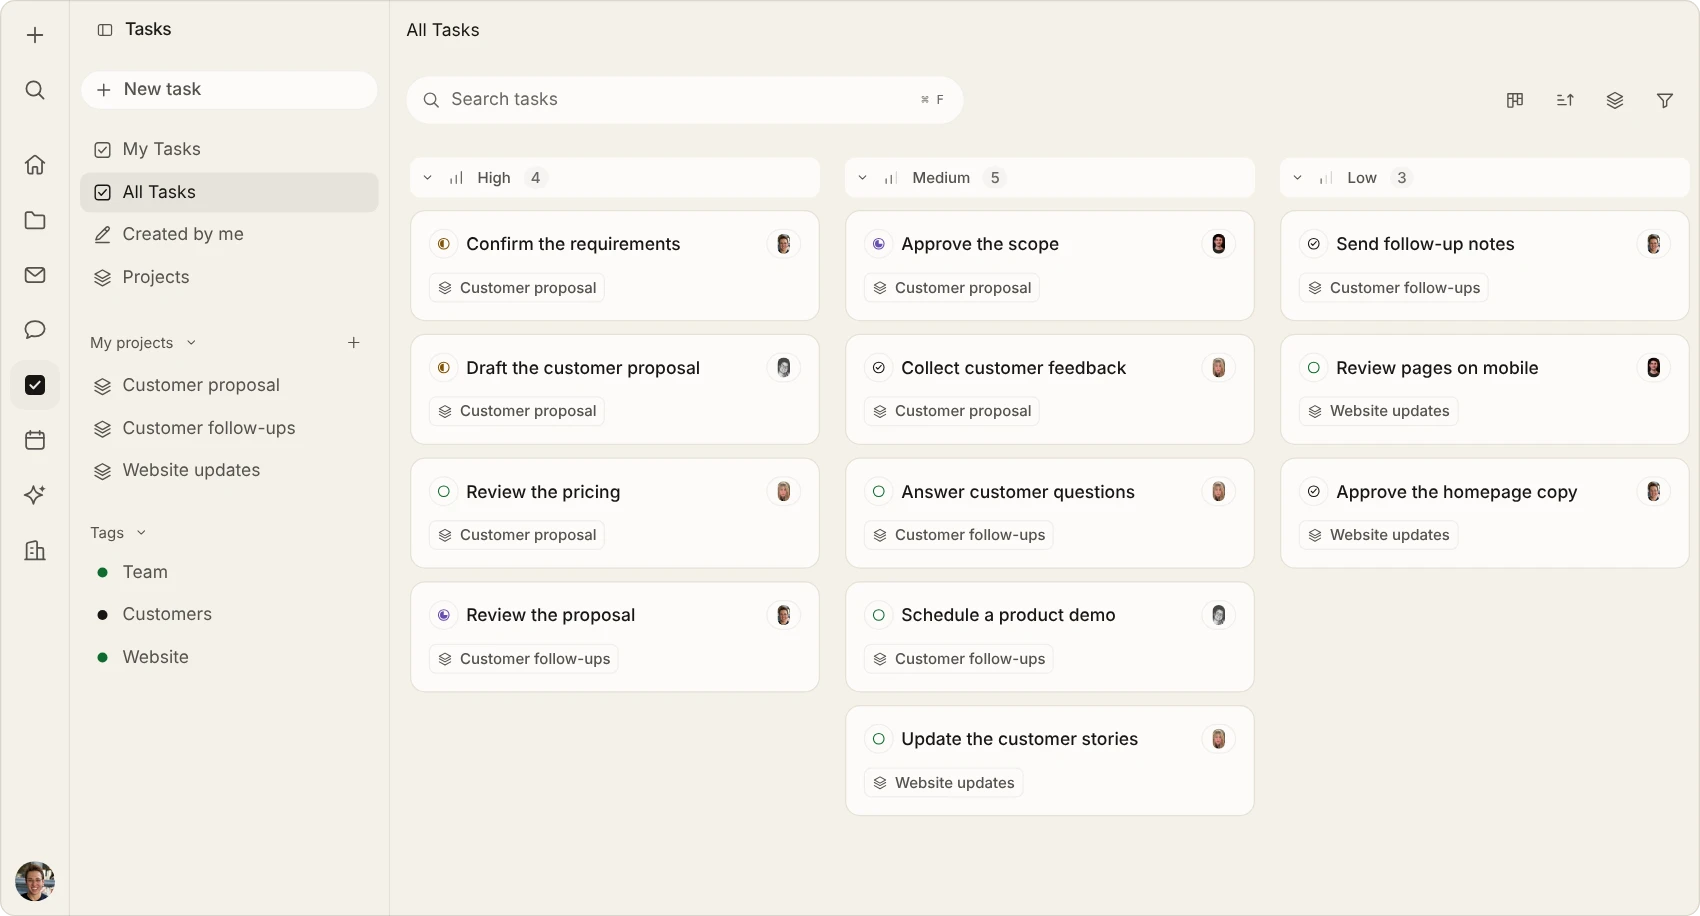 Tasks
New task
My Tasks
All Tasks
Created by me
Projects
My projects
Customer proposal
Customer follow-ups
Website updates
Tags
Team
Customers
Website
All Tasks
Search tasks ⌘ F
High 4
Confirm the requirements
Customer proposal
Draft the customer proposal
Customer proposal
Review the pricing
Customer proposal
Review the proposal
Customer follow-ups
Medium 5
Approve the scope
Customer proposal
Collect customer feedback
Customer proposal
Answer customer questions
Customer follow-ups
Schedule a product demo
Customer follow-ups
Update the customer stories
Website updates
Low 3
Send follow-up notes
Customer follow-ups
Review pages on mobile
Website updates
Approve the homepage copy
Website updates